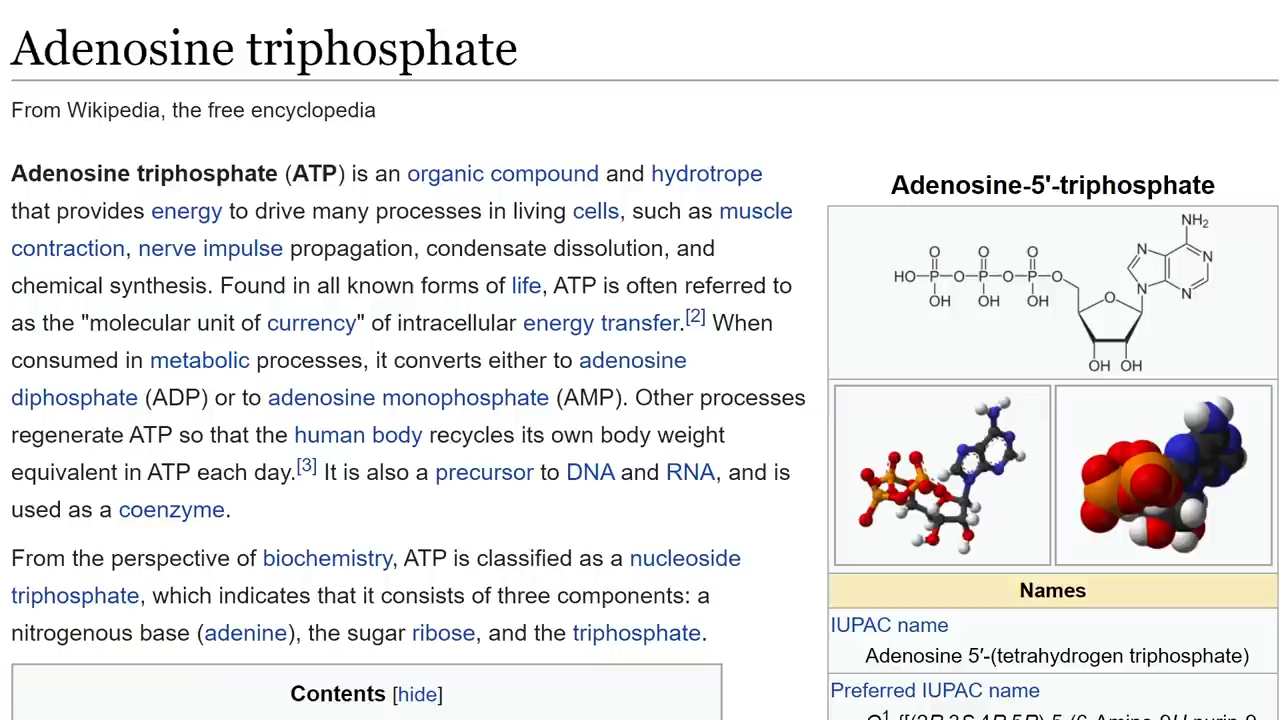 Adenosine triphosphate
From Wikipedia, the free encyclopedia
Adenosine triphosphate (ATP) is an organic compound and hydrotrope
that provides energy to drive many processes in living cells, such as muscle
contraction, nerve impulse propagation, condensate dissolution, and
chemical synthesis. Found in all known forms of life, ATP is often referred to
as the "molecular unit of currency" of intracellular energy transfer.[2] When
consumed in metabolic processes, it converts either to adenosine
diphosphate (ADP) or to adenosine monophosphate (AMP). Other processes
regenerate ATP so that the human body recycles its own body weight
equivalent in ATP each day.[3] It is also a precursor to DNA and RNA, and is
used as a coenzyme.
From the perspective of biochemistry, ATP is classified as a nucleoside
triphosphate, which indicates that it consists of three components: a
nitrogenous base (adenine), the sugar ribose, and the triphosphate.
Contents [hide]
Adenosine-5'-triphosphate
NH2
O O O N N
HO P O P O P O
OH OH OH O N N
OH OH
Names
IUPAC name
Adenosine 5′-(tetrahydrogen triphosphate)
Preferred IUPAC name